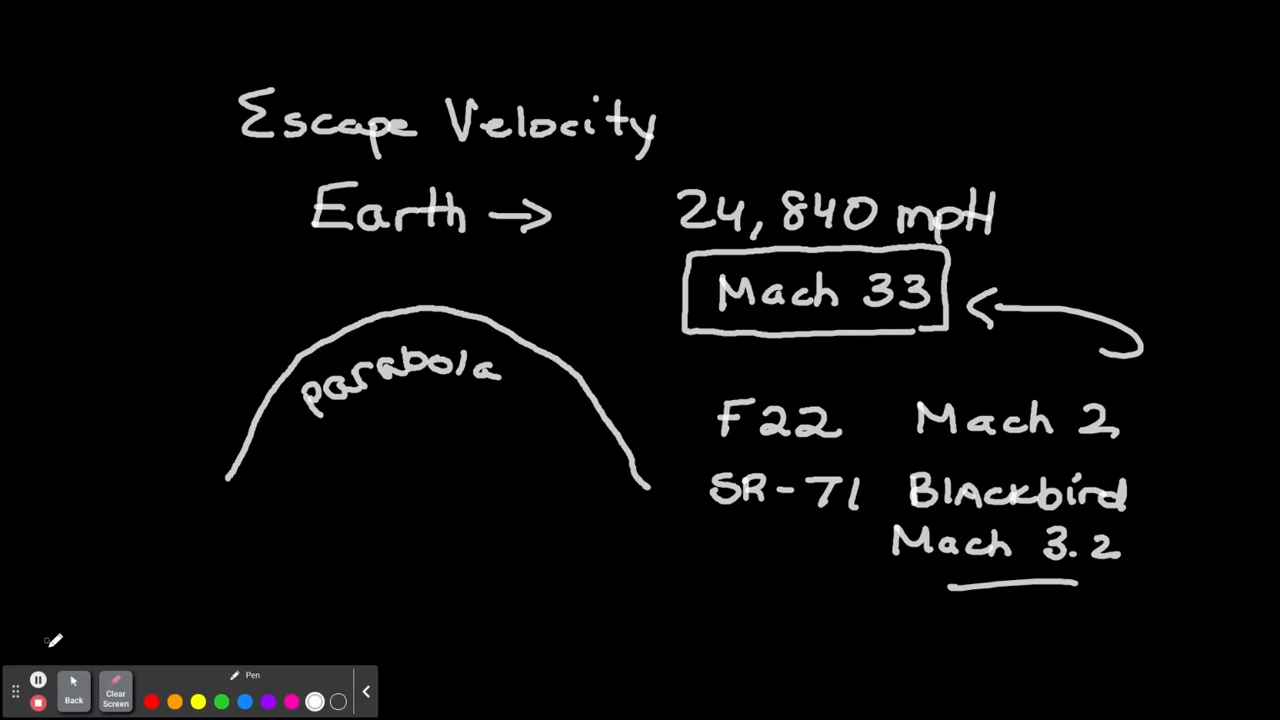 Escape Velocity
Earth → 24,840 mpH
Mach 33
parabola
F22 Mach 2
SR-71 Blackbird
Mach 3.2
Pen
Back
Clear
Screen